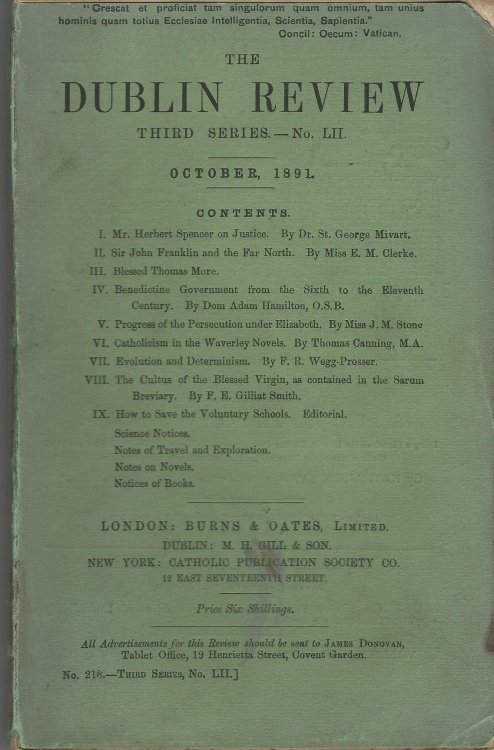 "Crescat et proficiat tam singulorum quam omnium, tam unius
hominis quam totius Ecclesiae Intelligentia, Scientia, Sapientia."
Concil: Oecum: Vatican.
THE
DUBLIN REVIEW
THIRD SERIES.—No. LII.
OCTOBER, 1891.
CONTENTS.
I. Mr. Herbert Spencer on Justice. By Dr. St. George Mivart.
II. Sir John Franklin and the Far North. By Miss E. M. Clerke.
III. Blessed Thomas More.
IV. Benedictine Government from the Sixth to the Eleventh
Century. By Dom Adam Hamilton, O.S.B.
V. Progress of the Persecution under Elizabeth. By Miss J. M. Stone
VI. Catholicism in the Waverley Novels. By Thomas Canning, M.A.
VII. Evolution and Determinism. By F. R. Wegg-Prosser.
VIII. The Cultus of the Blessed Virgin, as contained in the Sarum
Breviary. By F. E. Gilliat Smith.
IX. How to Save the Voluntary Schools. Editorial.
Science Notices.
Notes of Travel and Exploration.
Notes on Novels.
Notices of Books.
LONDON: BURNS & OATES, LIMITED.
DUBLIN: M. H. GILL & SON.
NEW YORK: CATHOLIC PUBLICATION SOCIETY CO.
12 EAST SEVENTEENTH STREET.
Price Six Shillings.
All Advertisements for this Review should be sent to JAMES DONOVAN,
Tablet Office, 19 Henrietta Street, Covent Garden.
No. 218.—THIRD SERIES, No. LII.]